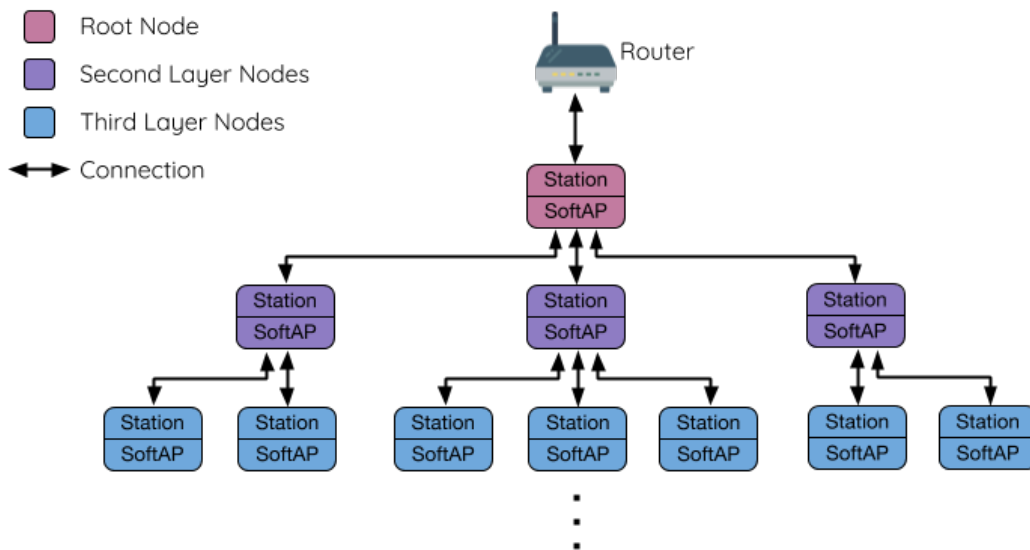 Root Node
Second Layer Nodes
Third Layer Nodes
Connection
Router
Station
SoftAP
Station
SoftAP
Station
SoftAP
Station
SoftAP
Station
SoftAP
Station
SoftAP
Station
SoftAP
Station
SoftAP
Station
SoftAP
Station
SoftAP
Station
SoftAP